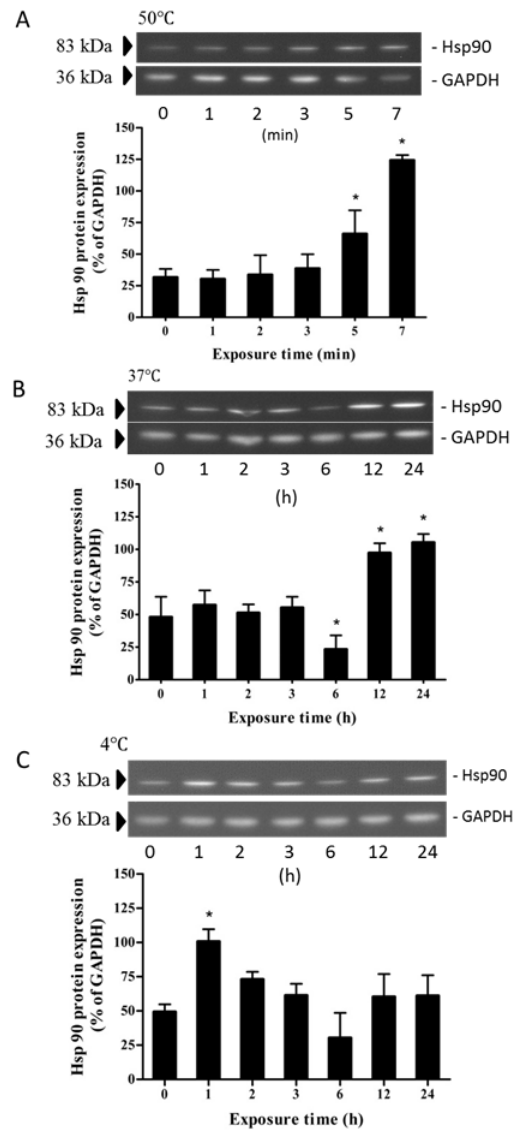 A
50°C
83 kDa
- Hsp90
36 kDa
- GAPDH
0 1 2 3 5 7
(min)
Hsp 90 protein expression
(% of GAPDH)
150
125
100
75
50
25
0
*
*
0 1 2 3 5 7
Exposure time (min)
B
37°C
83 kDa
- Hsp90
36 kDa
- GAPDH
0 1 2 3 6 12 24
(h)
Hsp 90 protein expression
(% of GAPDH)
150
125
100
75
50
25
0
*
*
*
0 1 2 3 6 12 24
Exposure time (h)
C
4°C
83 kDa
- Hsp90
36 kDa
- GAPDH
0 1 2 3 6 12 24
(h)
Hsp 90 protein expression
(% of GAPDH)
150
125
100
75
50
25
0
*
0 1 2 3 6 12 24
Exposure time (h)